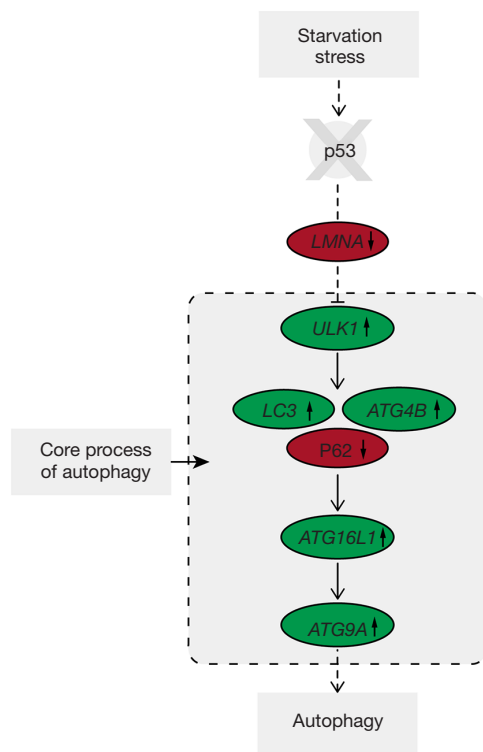 Starvation
stress
p53
LMNA
ULK1
LC3
ATG4B
P62
Core process
of autophagy
ATG16L1
ATG9A
Autophagy